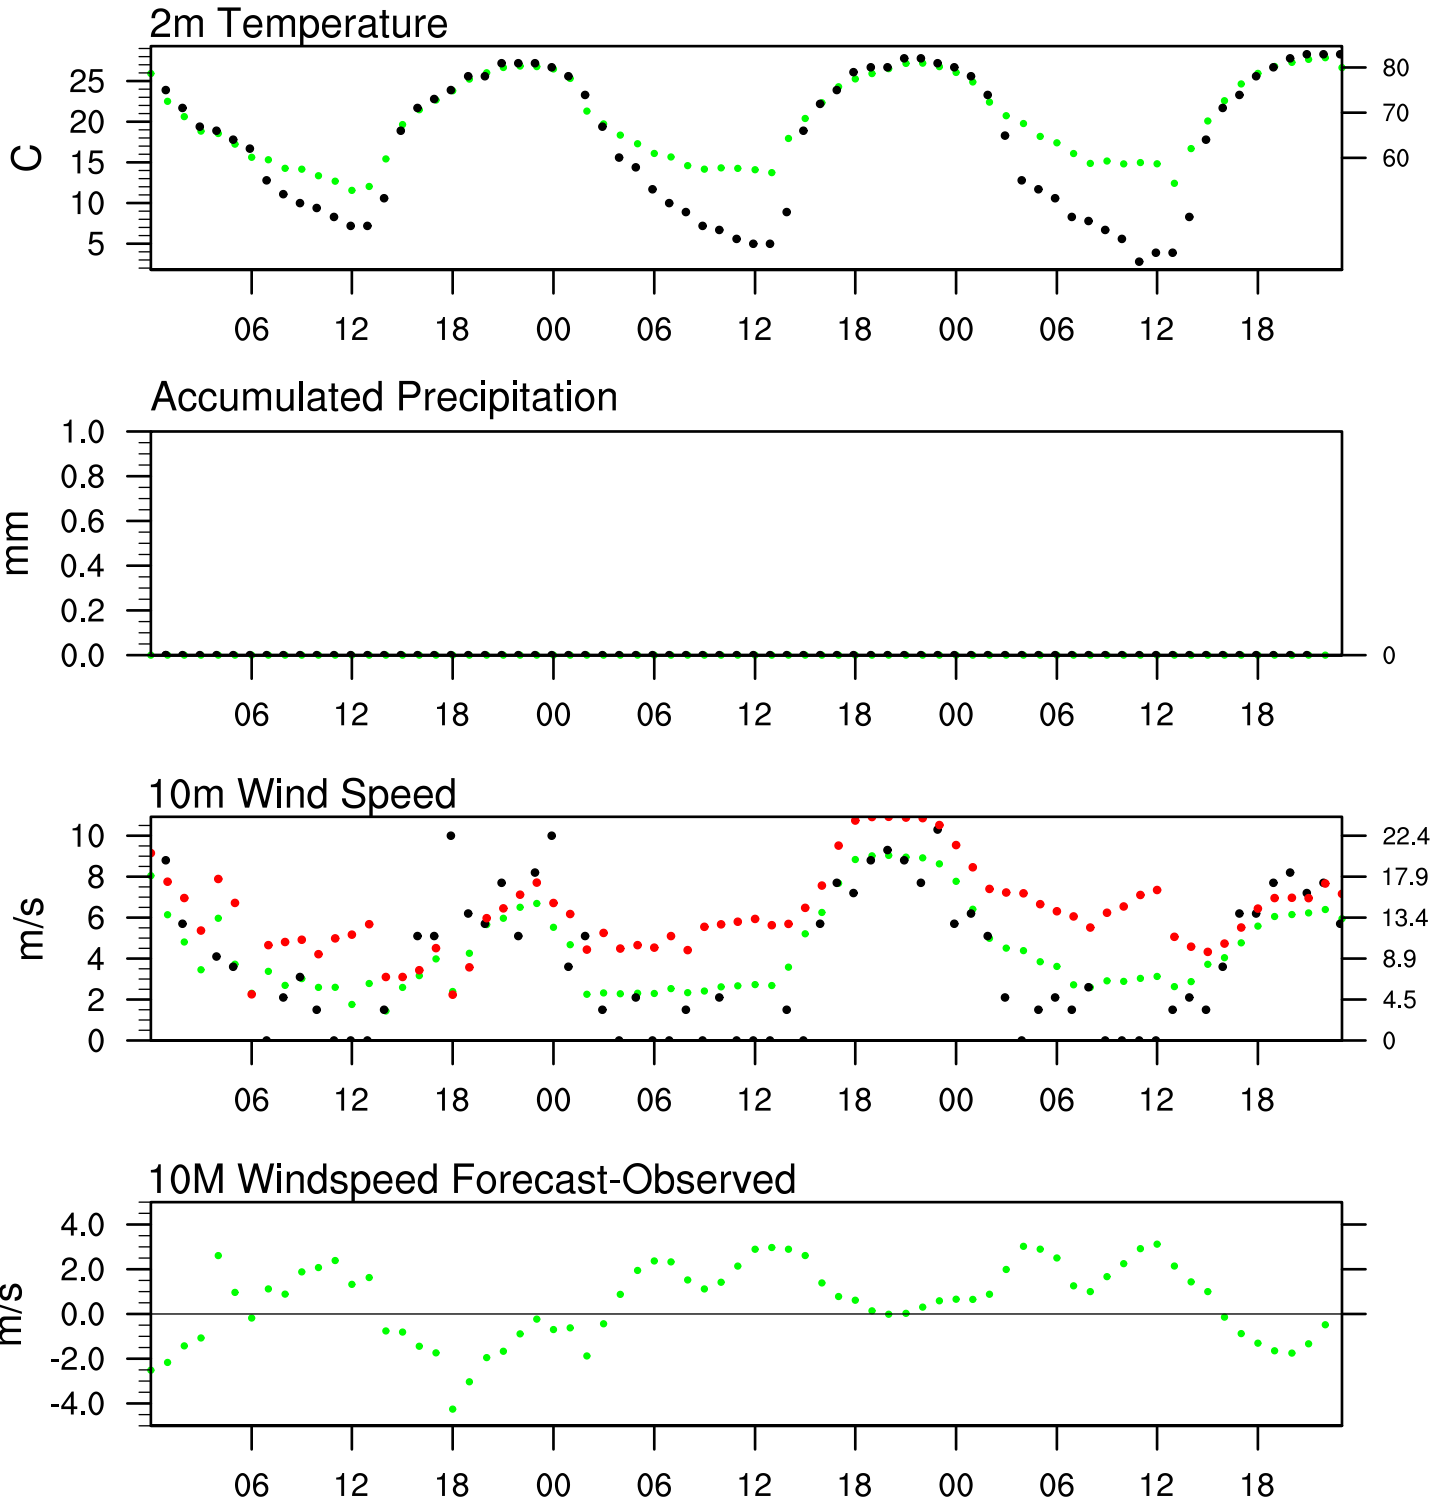 2m Temperature
25
20
15
10
5
C
80
70
60
06 12 18 00 06 12 18 00 06 12 18
Accumulated Precipitation
1.0
0.8
0.6
0.4
0.2
0.0
mm
0
06 12 18 00 06 12 18 00 06 12 18
10m Wind Speed
10
8
6
4
2
0
m/s
22.4
17.9
13.4
8.9
4.5
0
06 12 18 00 06 12 18 00 06 12 18
10M Windspeed Forecast-Observed
4.0
2.0
0.0
-2.0
-4.0
m/s
06 12 18 00 06 12 18 00 06 12 18